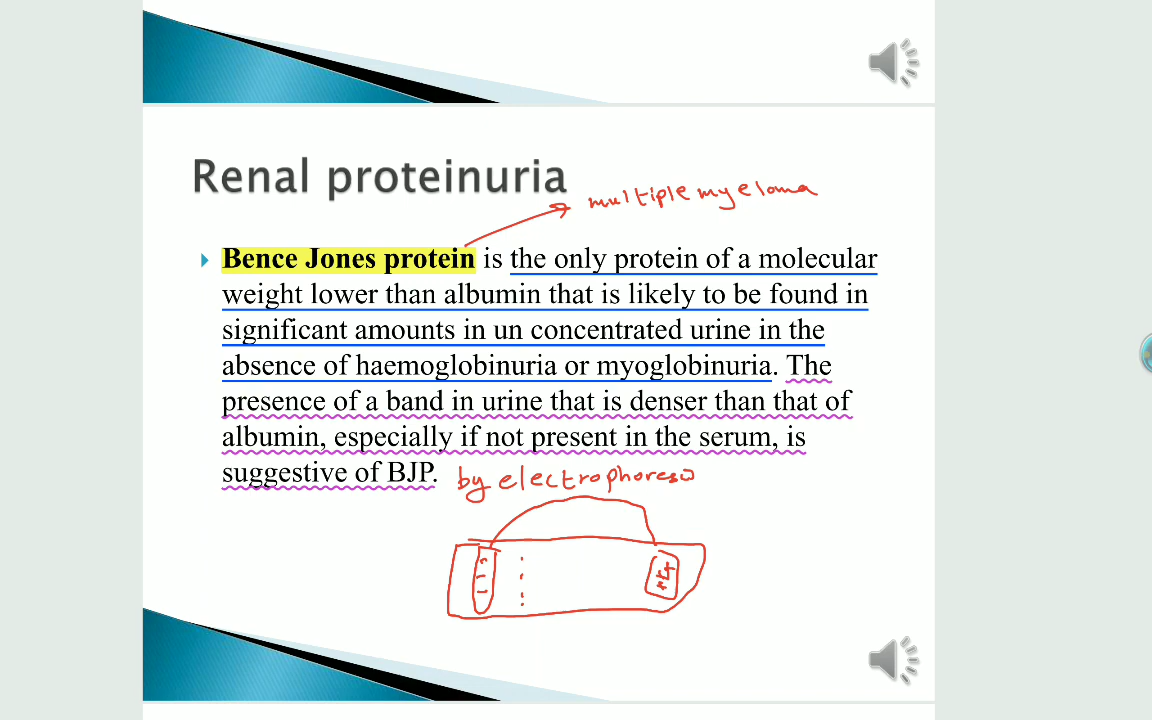 Renal proteinuria
multiple myeloma
Bence Jones protein is the only protein of a molecular
weight lower than albumin that is likely to be found in
significant amounts in un concentrated urine in the
absence of haemoglobinuria or myoglobinuria. The
presence of a band in urine that is denser than that of
albumin, especially if not present in the serum, is
suggestive of BJP. by electrophoresis